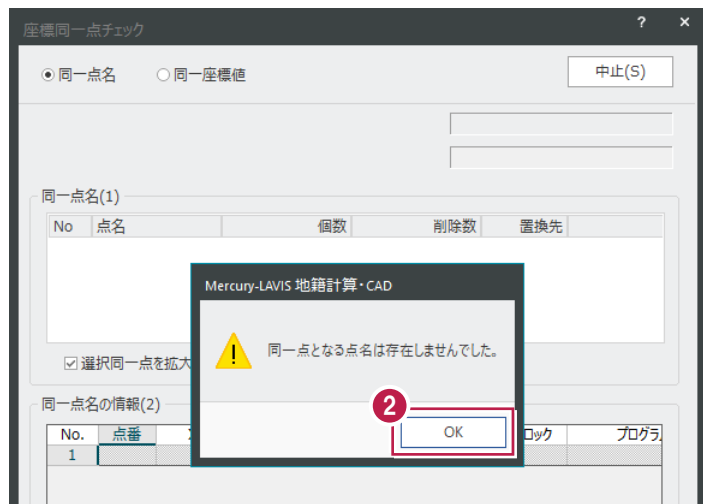 座標同一点チェック ? ×
同一点名 同一座標値 中止(S)
同一点名(1)
No 点名 個数 削除数 置換先
Mercury-LAVIS 地籍計算・CAD
同一点となる点名は存在しませんでした。
選択同一点を拡大
2
同一点名の情報(2)
OK
No. 点番 ロック プログラ
1